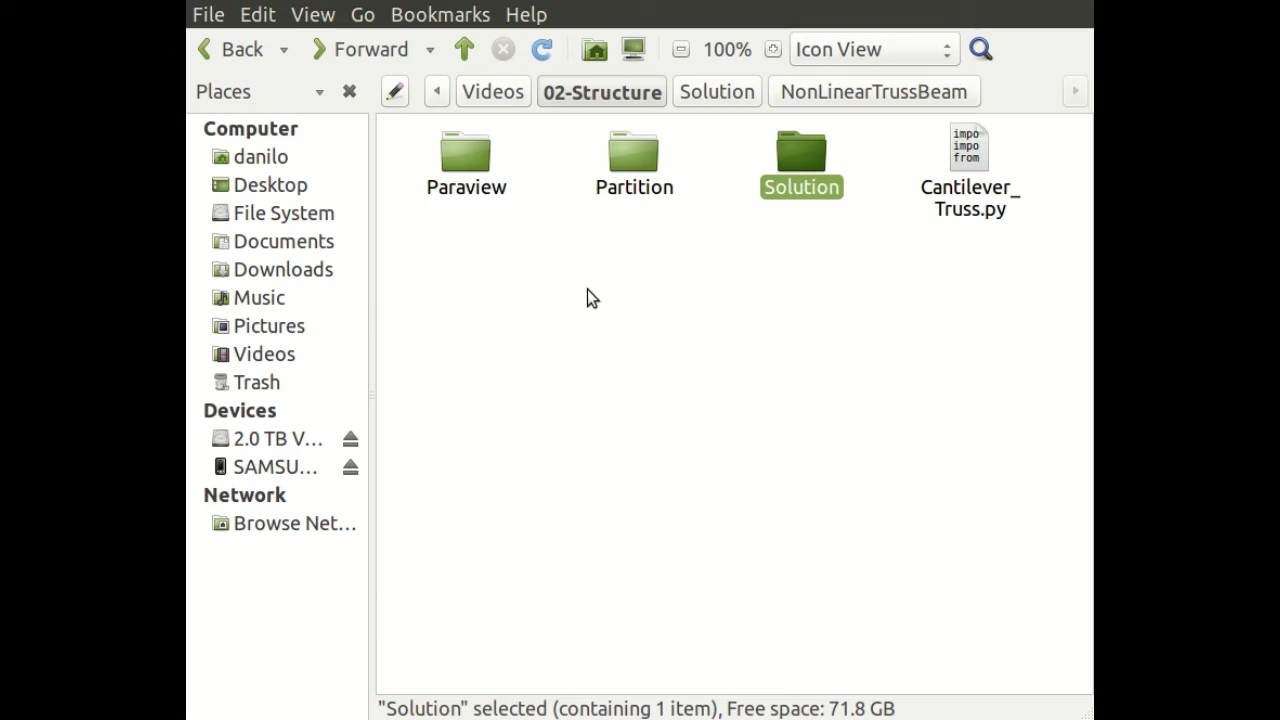 File Edit View Go Bookmarks Help
Back Forward 100% Icon View
Places Videos 02-Structure Solution NonLinearTrussBeam
Computer
danilo
Desktop
File System
Documents
Downloads
Music
Pictures
Videos
Trash
Devices
2.0 TB V...
SAMSU...
Network
Browse Net...
impo
impo
from
Paraview Partition Solution Cantilever_
Truss.py
"Solution" selected (containing 1 item), Free space: 71.8 GB